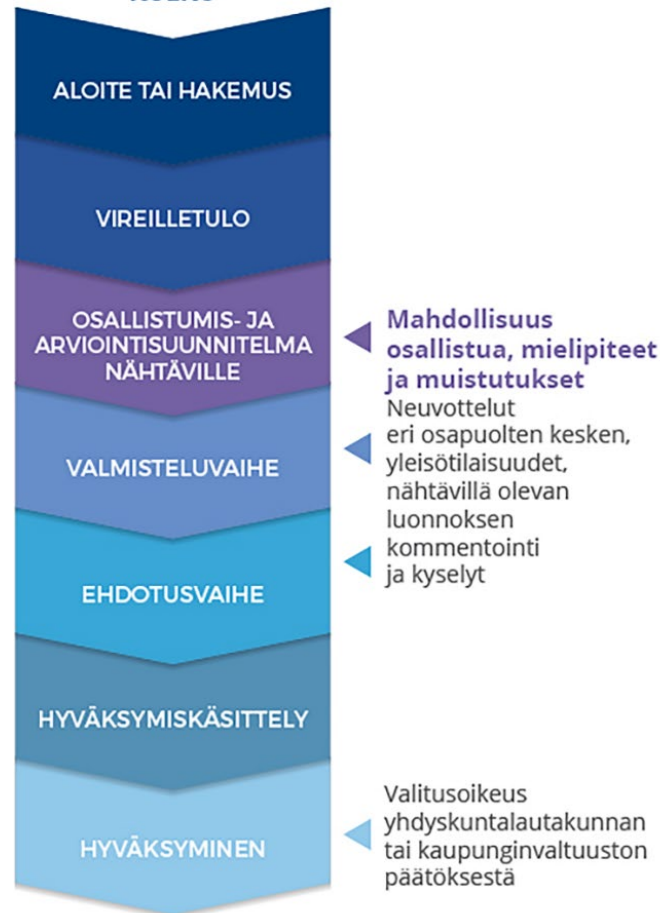 ALOITE TAI HAKEMUS
VIREILLETULO
OSALLISTUMIS- JA
ARVIOINTISUUNNITELMA
NÄHTÄVILLE
Mahdollisuus
osallistua, mielipiteet
ja muistutukset
VALMISTELUVAIHE
Neuvottelut
eri osapuolten kesken,
yleisötilaisuudet,
nähtävillä olevan
luonnoksen
kommentointi
ja kyselyt
EHDOTUSVAIHE
HYVÄKSYMISKÄSITTELY
HYVÄKSYMINEN
Valitusoikeus
yhdyskuntalautakunnan
tai kaupunginvaltuuston
päätöksestä